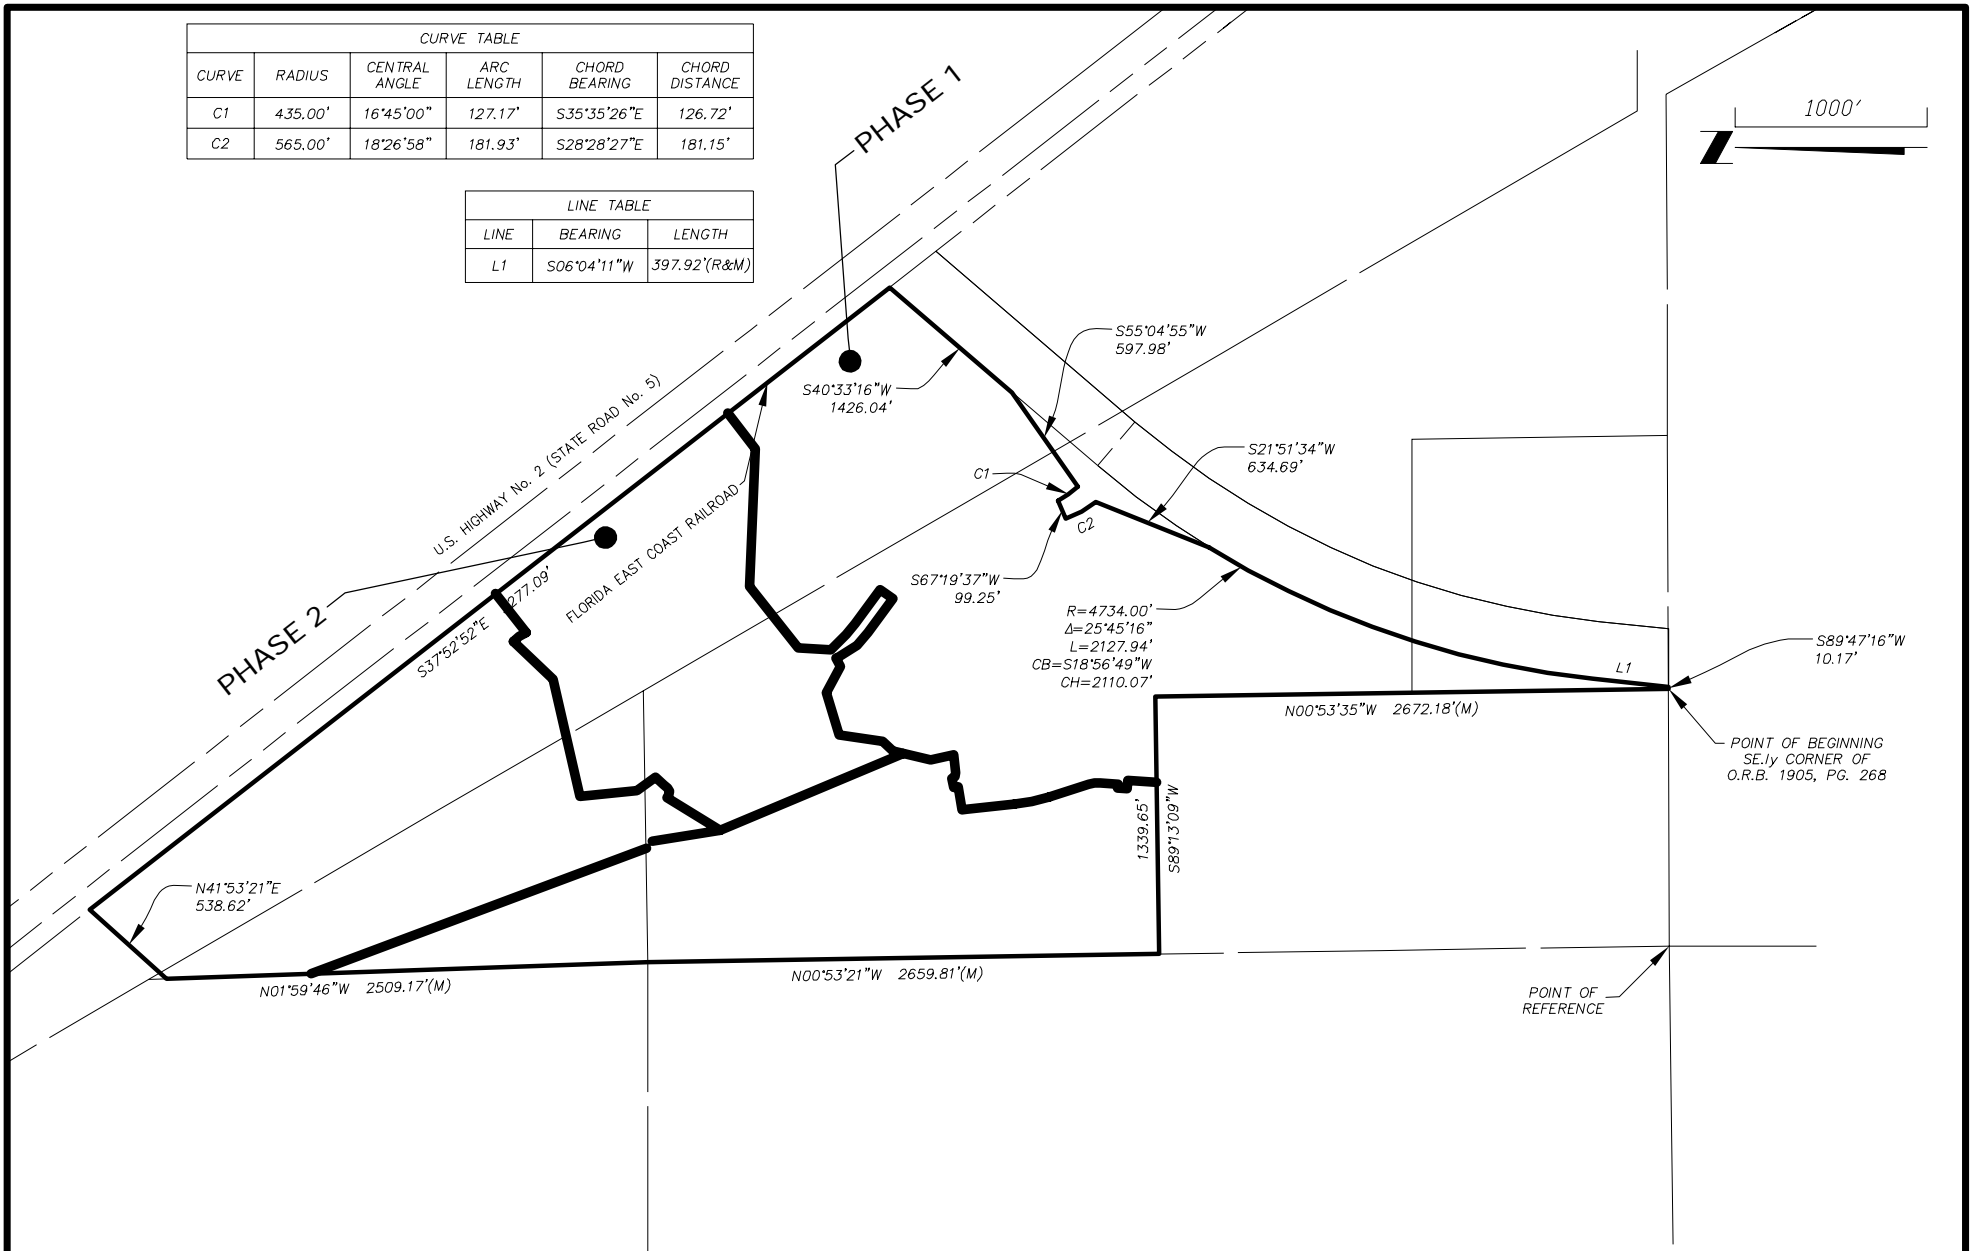 CURVE TABLE
CURVE RADIUS CENTRAL ANGLE ARC LENGTH CHORD BEARING CHORD DISTANCE
C1 435.00' 16°45'00" 127.17' S35°35'26"E 126.72'
C2 565.00' 18°26'58" 181.93' S28°28'27"E 181.15'
LINE TABLE
LINE BEARING LENGTH
L1 S06°04'11"W 397.92'(R&M)
PHASE 1
1000'
S55°04'55"W
597.98'
S40°33'16"W
1426.04'
U.S. HIGHWAY No. 2 (STATE ROAD No. 5)
FLORIDA EAST COAST RAILROAD
C1
C2
S21°51'34"W
634.69'
S67°19'37"W
99.25'
PHASE 2
S37°52'52"E
277.09'
R=4734.00'
Δ=25°45'16"
L=2127.94'
CB=S18°56'49"W
CH=2110.07'
L1
S89°47'16"W
10.17'
N00°53'35"W 2672.18'(M)
POINT OF BEGINNING
SE.ly CORNER OF
O.R.B. 1905, PG. 268
1339.65'
S89°13'09"W
N41°53'21"E
538.62'
N01°59'46"W 2509.17'(M)
N00°53'21"W 2659.81'(M)
POINT OF
REFERENCE